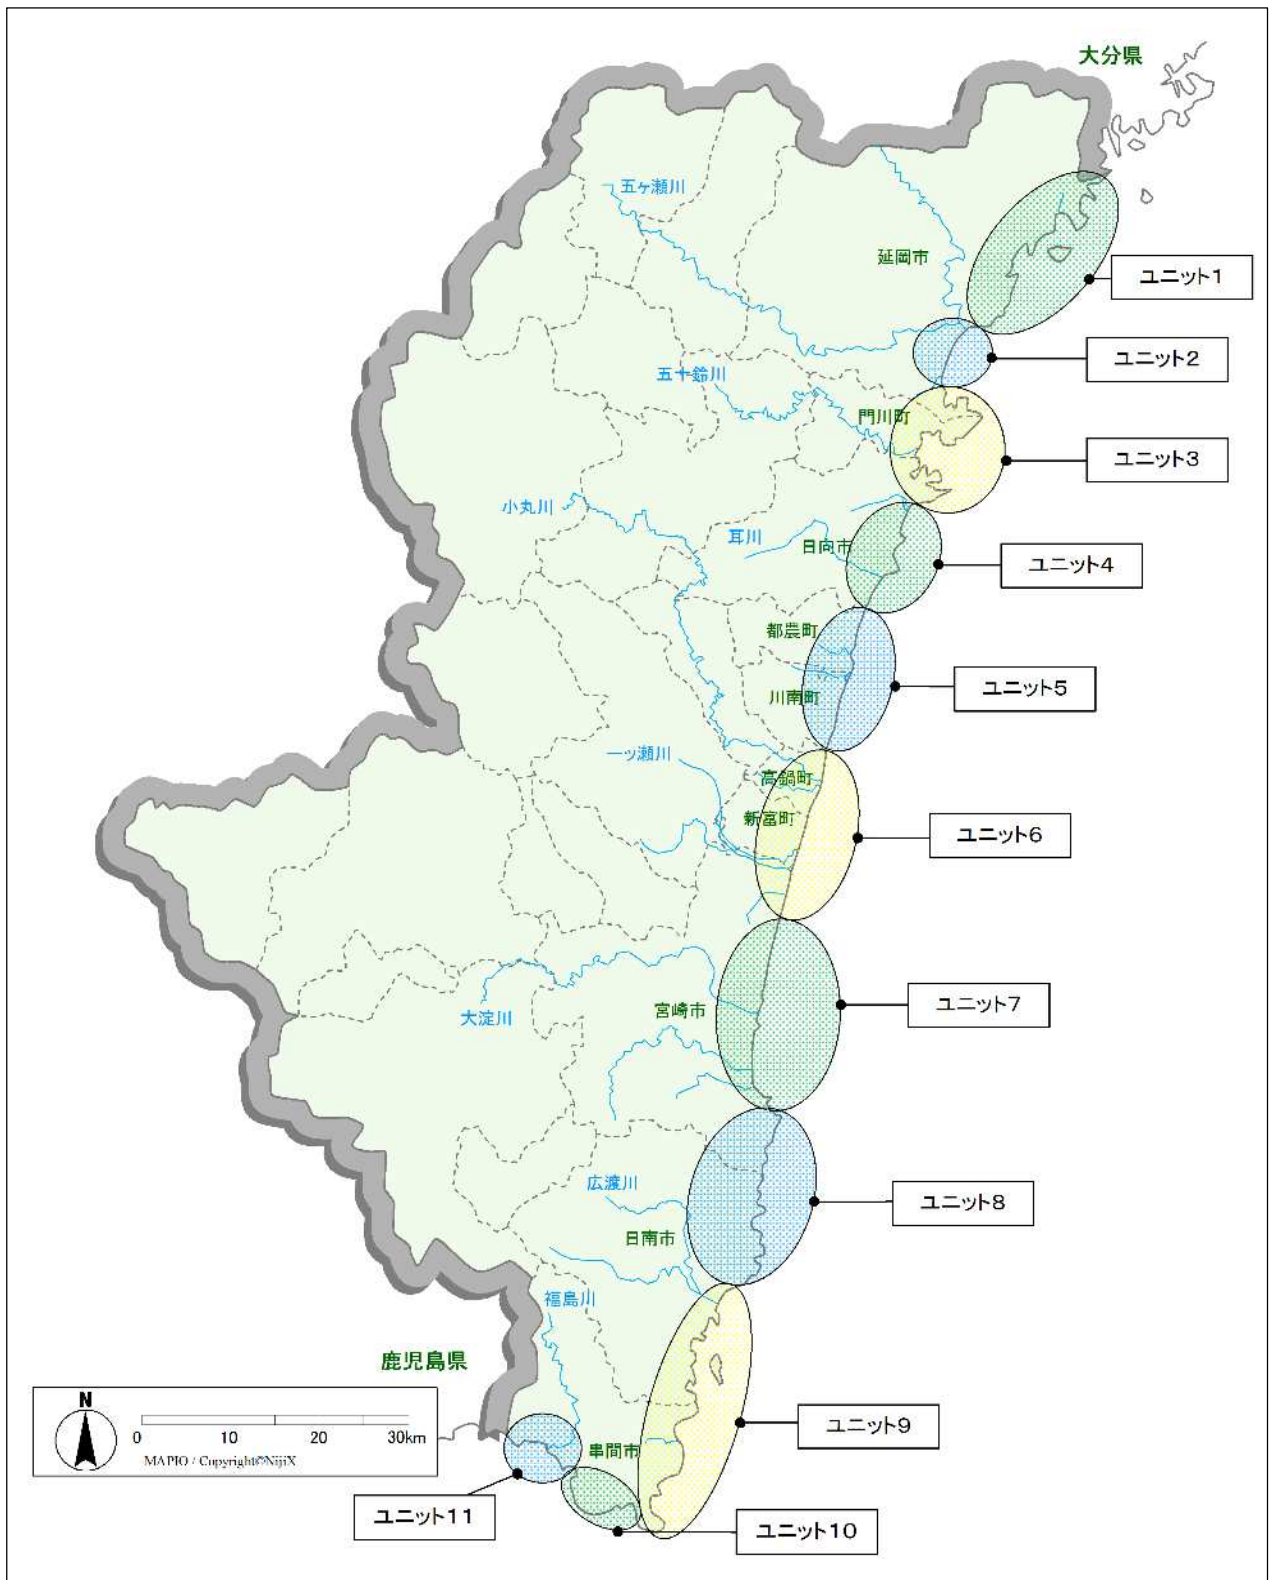 大分県
五ヶ瀬川
延岡市
ユニット1
ユニット2
五十鈴川
門川町
ユニット3
小丸川
耳川
日向市
ユニット4
都農町
川南町
ユニット5
一ッ瀬川
高鍋町
新富町
ユニット6
大淀川
宮崎市
ユニット7
広渡川
日南市
ユニット8
福島川
鹿児島県
N
0 10 20 30km
MAPIO / Copyright©NijiX
串間市
ユニット9
ユニット11
ユニット10